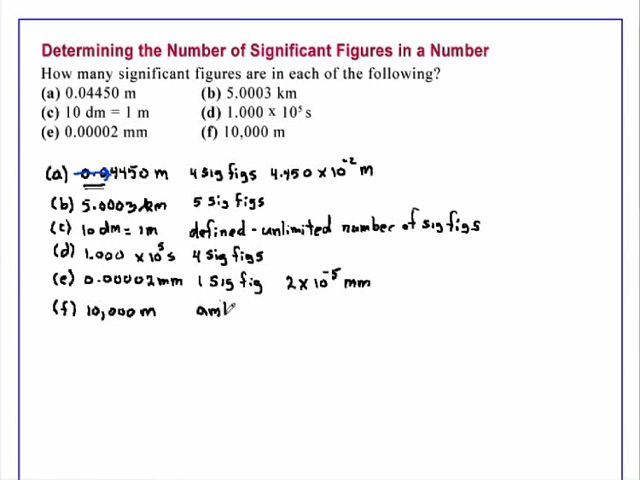 Determining the Number of Significant Figures in a Number
How many significant figures are in each of the following?
(a) 0.04450 m (b) 5.0003 km
(c) 10 dm = 1 m (d) 1.000 × 10⁵ s
(e) 0.00002 mm (f) 10,000 m
(a) 0.04450 m 4 sig figs 4.450 x 10⁻² m
(b) 5.0003 km 5 sig figs
(c) 10 dm = 1m defined - unlimited number of sig figs
(d) 1.000 x 10⁵ s 4 sig figs
(e) 0.00002 mm 1 sig fig 2 x 10⁻⁵ mm
(f) 10,000 m amb